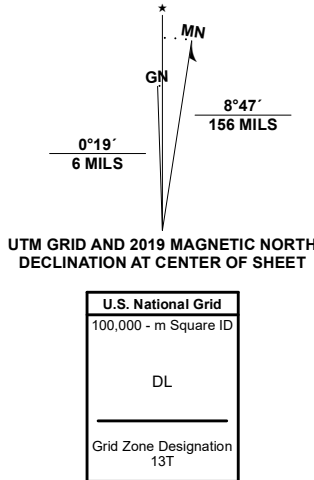 ★
MN
GN
8°47´
156 MILS
0°19´
6 MILS
UTM GRID AND 2019 MAGNETIC NORTH
DECLINATION AT CENTER OF SHEET
U.S. National Grid
100,000 - m Square ID
DL
Grid Zone Designation
13T